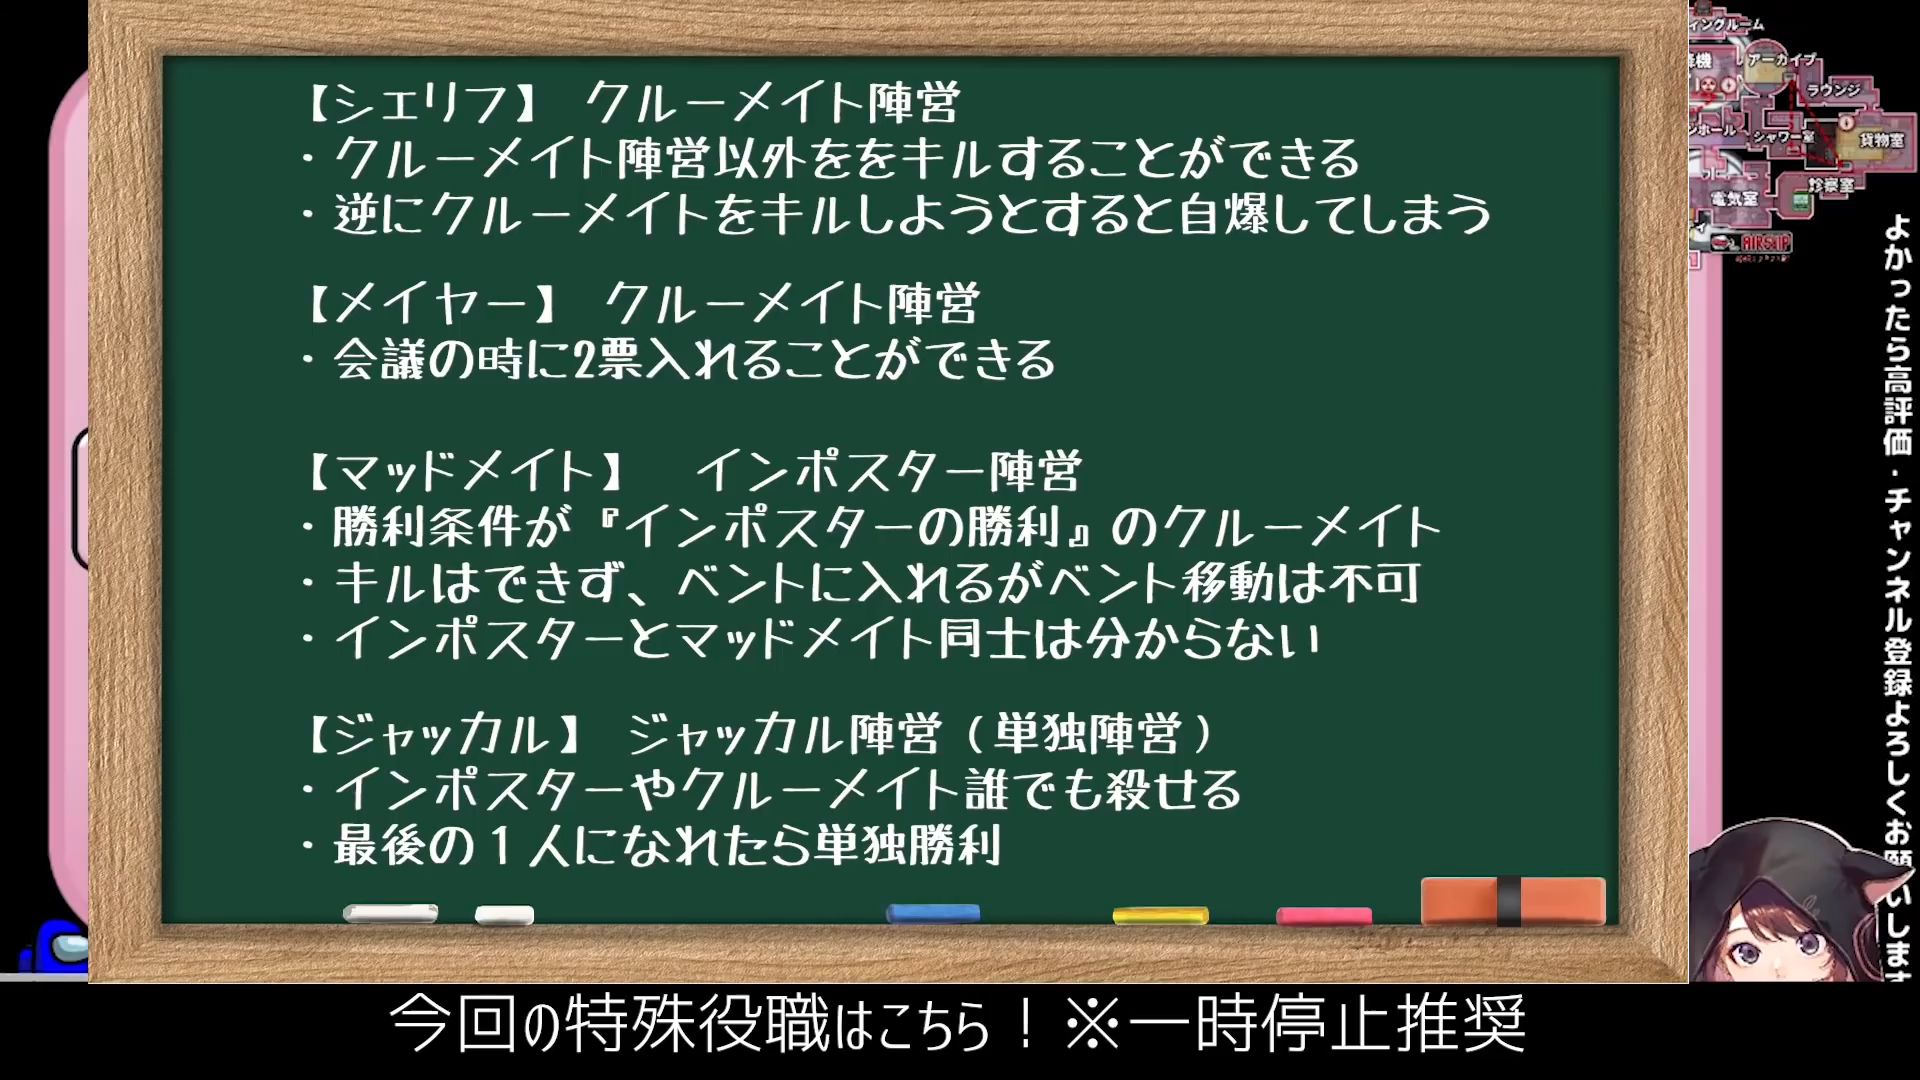 【シェリフ】 クルーメイト陣営
・クルーメイト陣営以外ををキルすることができる
・逆にクルーメイトをキルしようとすると自爆してしまう
【メイヤー】 クルーメイト陣営
・会議の時に2票入れることができる
【マッドメイト】 インポスター陣営
・勝利条件が『インポスターの勝利』のクルーメイト
・キルはできず、ベントに入れるがベント移動は不可
・インポスターとマッドメイト同士は分からない
【ジャッカル】 ジャッカル陣営（単独陣営）
・インポスターやクルーメイト誰でも殺せる
・最後の１人になれたら単独勝利
今回の特殊役職はこちら！※一時停止推奨
ィングルーム
アーカイブ
ラウンジ
シャワー室
貨物室
診察室
電気室
AIRSHIP
よかったら高評価・チャンネル登録よろしくお願いします